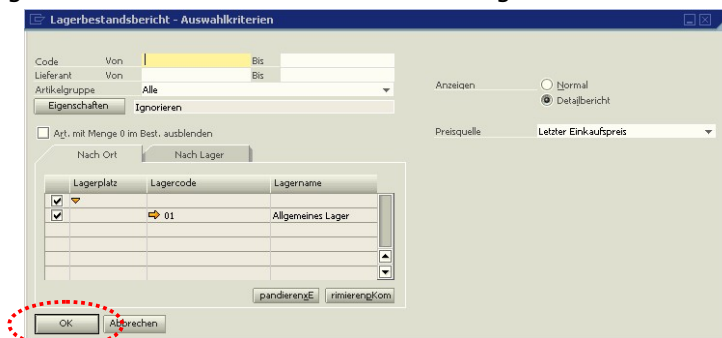 Lagerbestandsbericht - Auswahlkriterien
Code Von Bis
Lieferant Von Bis
Artikelgruppe Alle
Eigenschaften Ignorieren
Art. mit Menge 0 im Best. ausblenden
Anzeigen Normal
Detailbericht
Preisquelle Letzter Einkaufspreis
Nach Ort Nach Lager
Lagerplatz Lagercode Lagername
01 Allgemeines Lager
pandierenxE rimierenpKom
OK Abbrechen